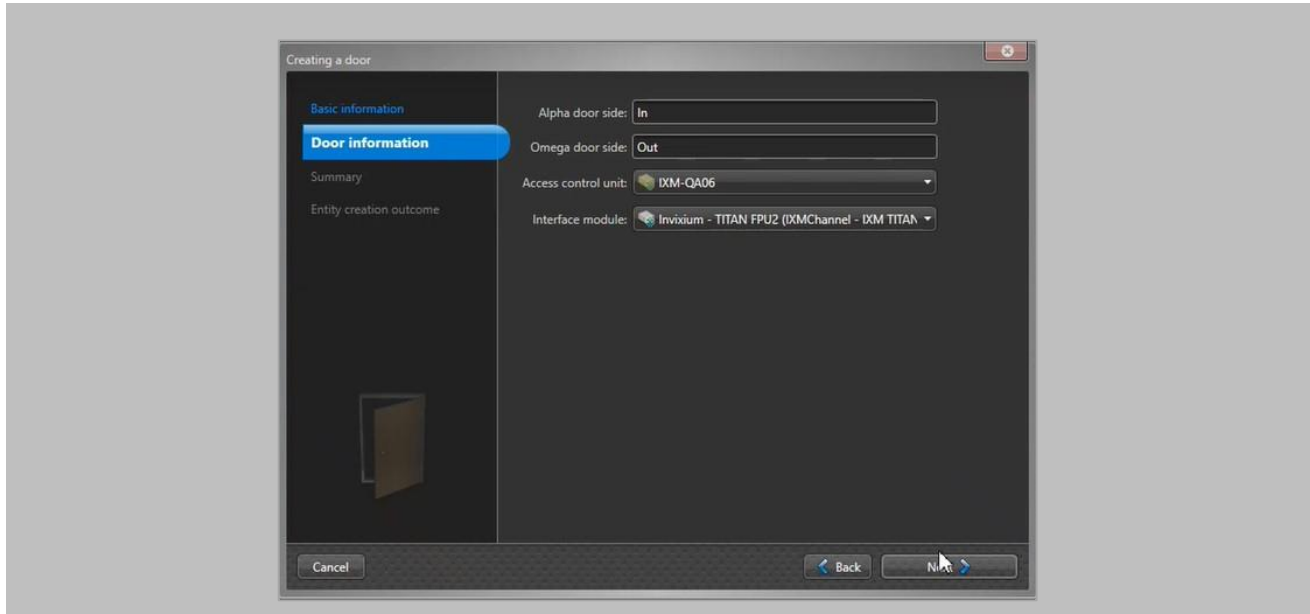 Creating a door
Basic information
Door information
Summary
Entity creation outcome
Alpha door side: In
Omega door side: Out
Access control unit: IXM-QA06
Interface module: Invixium - TITAN FPU2 (IXMChannel - IXM TITAN
Cancel
Back
Next